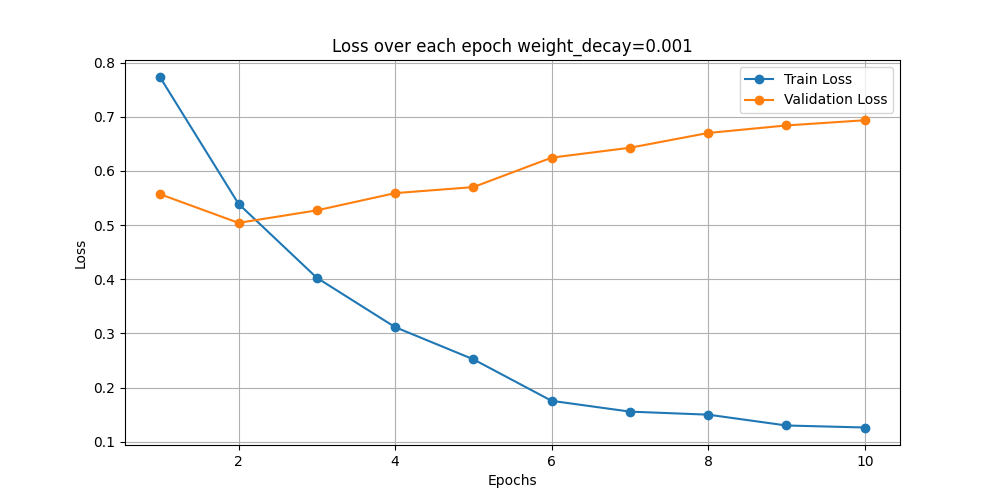 Loss over each epoch weight_decay=0.001
Train Loss
Validation Loss
0.8
0.7
0.6
0.5
0.4
0.3
0.2
0.1
Loss
2 4 6 8 10
Epochs